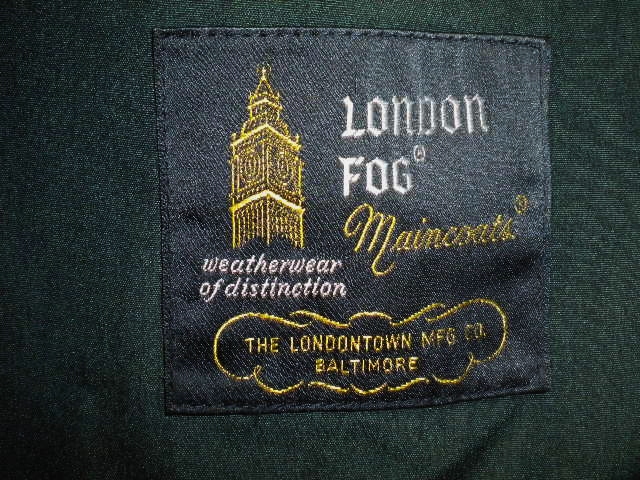 LONDON
FOG®
Maincoats®
weatherwear
of distinction
THE LONDONTOWN MFG CO.
BALTIMORE